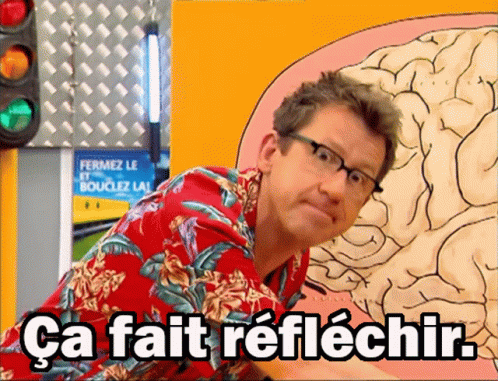 FERMEZ LE
ET
BOUCLEZ LA!
Ça fait réfléchir.